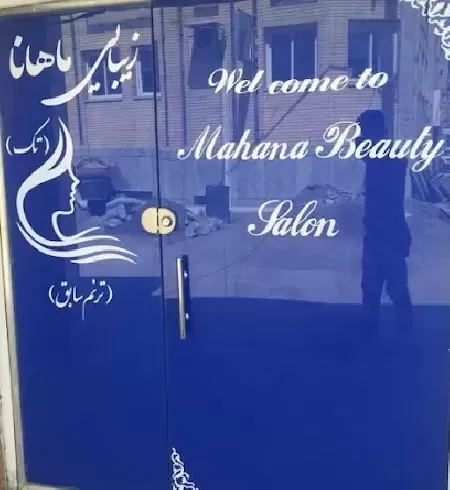 زیبایی ماهانا
(تک)
(ترنم سابق)
Wel come to
Mahana Beauty
Salon